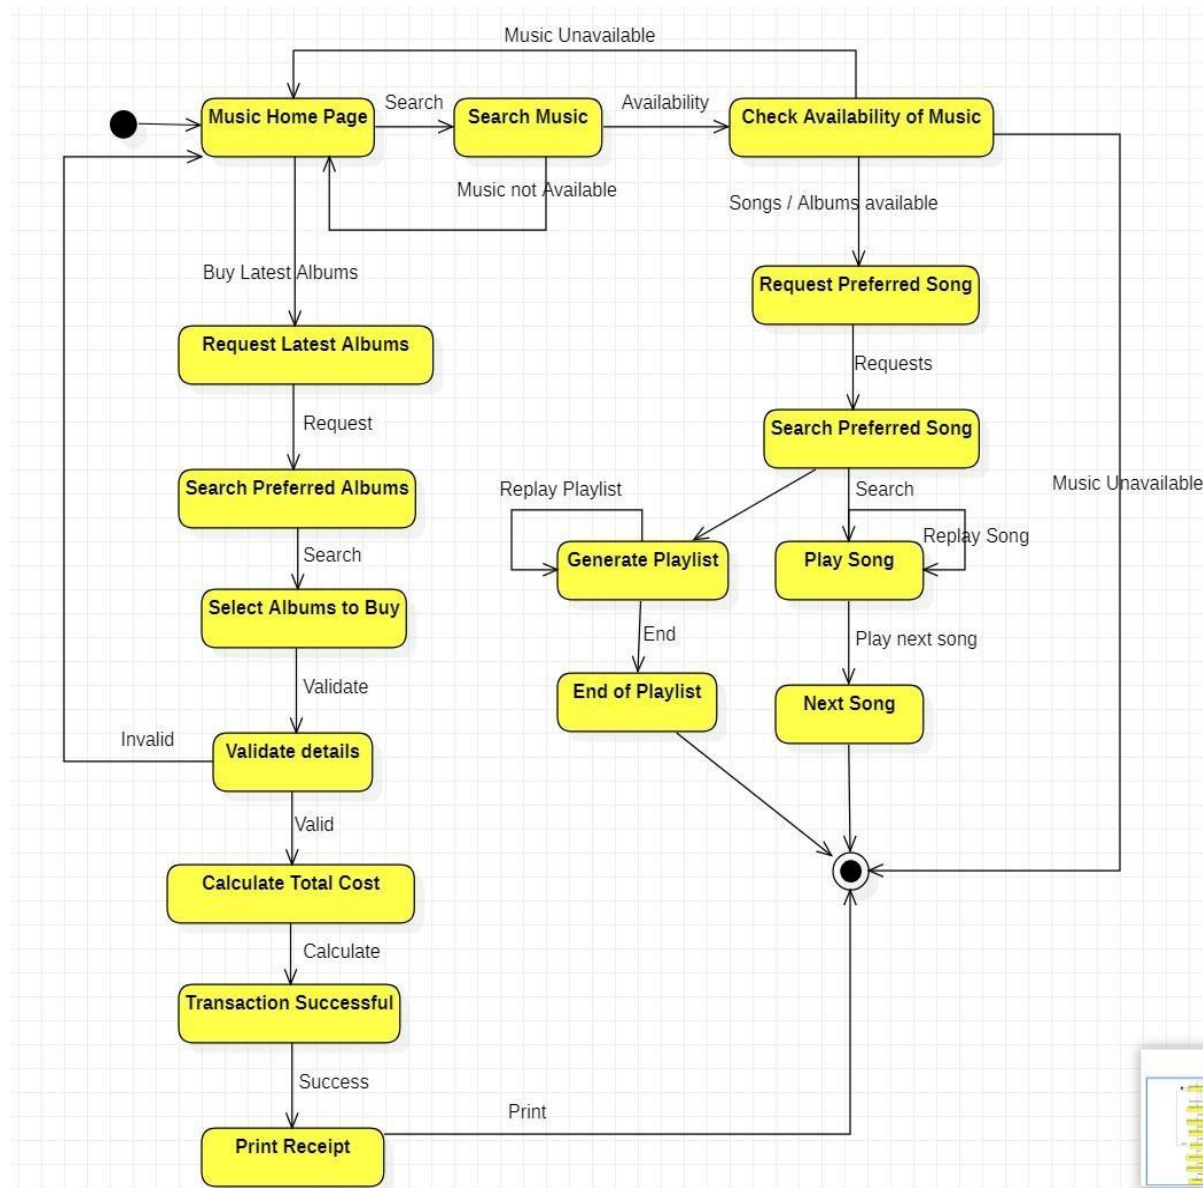 Music Unavailable
Music Home Page
Search
Search Music
Availability
Check Availability of Music
Music not Available
Songs / Albums available
Buy Latest Albums
Request Preferred Song
Request Latest Albums
Requests
Request
Search Preferred Song
Search Preferred Albums
Replay Playlist
Search
Music Unavailable
Replay Song
Search
Generate Playlist
Play Song
Select Albums to Buy
End
Play next song
Validate
End of Playlist
Next Song
Invalid
Validate details
Valid
Calculate Total Cost
Calculate
Transaction Successful
Success
Print
Print Receipt